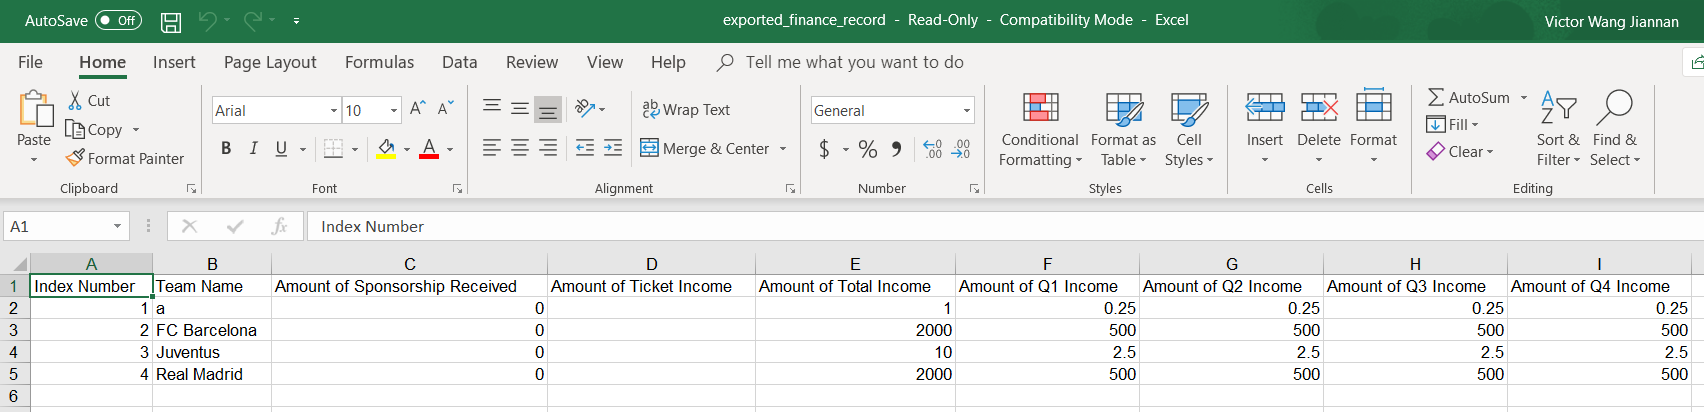 AutoSave Off exported_finance_record - Read-Only - Compatibility Mode - Excel Victor Wang Jiannan
File Home Insert Page Layout Formulas Data Review View Help Tell me what you want to do
Paste
Cut
Copy
Format Painter
Clipboard
Arial 10 A A
B I U A
Font
ab Wrap Text
Merge & Center
Alignment
General
$ % , .00 .00
Number
Conditional Formatting
Format as Table
Cell Styles
Styles
Insert Delete Format
Cells
AutoSum
Fill
Clear
Sort & Filter
Find & Select
Editing
A1 fx Index Number
A B C D E F G H I
1 Index Number Team Name Amount of Sponsorship Received Amount of Ticket Income Amount of Total Income Amount of Q1 Income Amount of Q2 Income Amount of Q3 Income Amount of Q4 Income
2 1 a 0 1 0.25 0.25 0.25 0.25
3 2 FC Barcelona 0 2000 500 500 500 500
4 3 Juventus 0 10 2.5 2.5 2.5 2.5
5 4 Real Madrid 0 2000 500 500 500 500
6